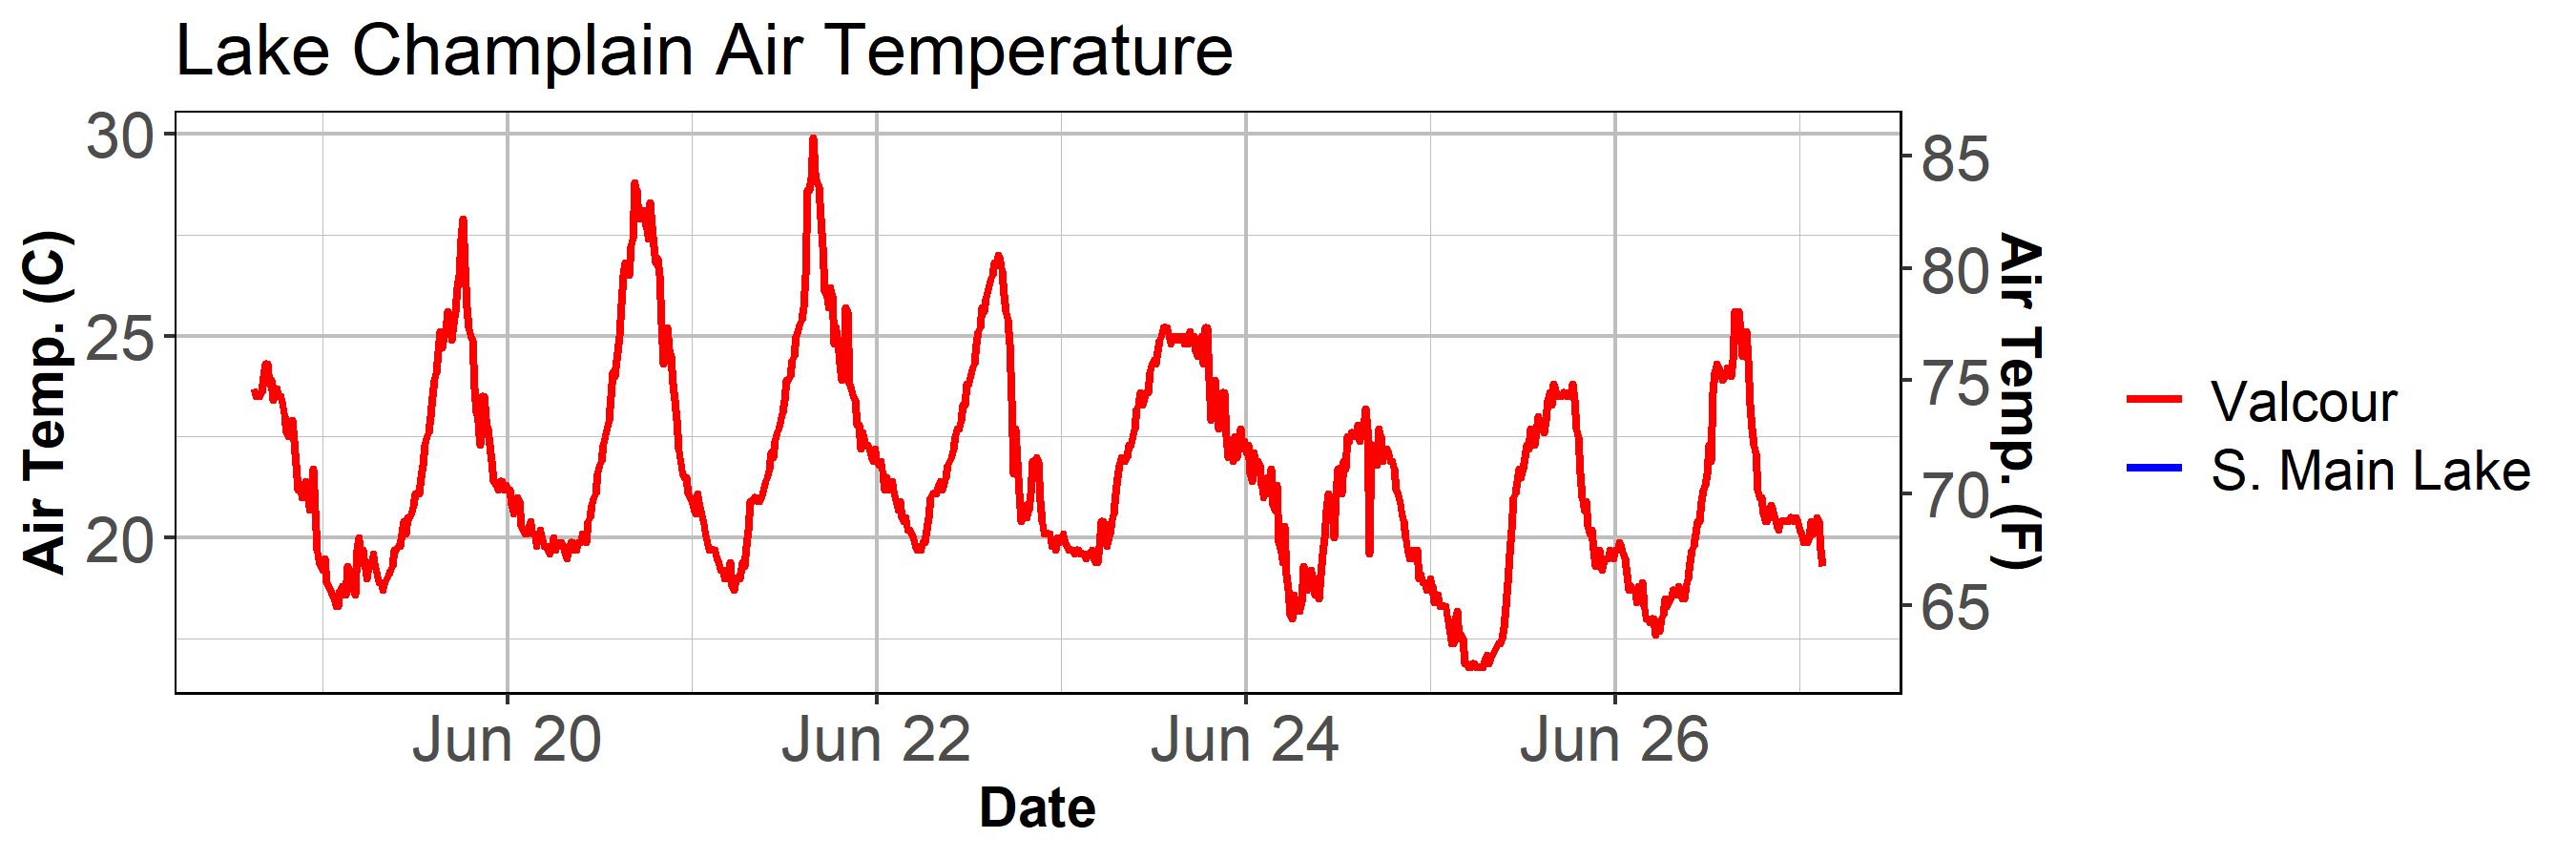 Lake Champlain Air Temperature
30
25
20
Air Temp. (C)
85
80
75
70
65
Air Temp. (F)
Jun 20
Jun 22
Jun 24
Jun 26
Date
Valcour
S. Main Lake